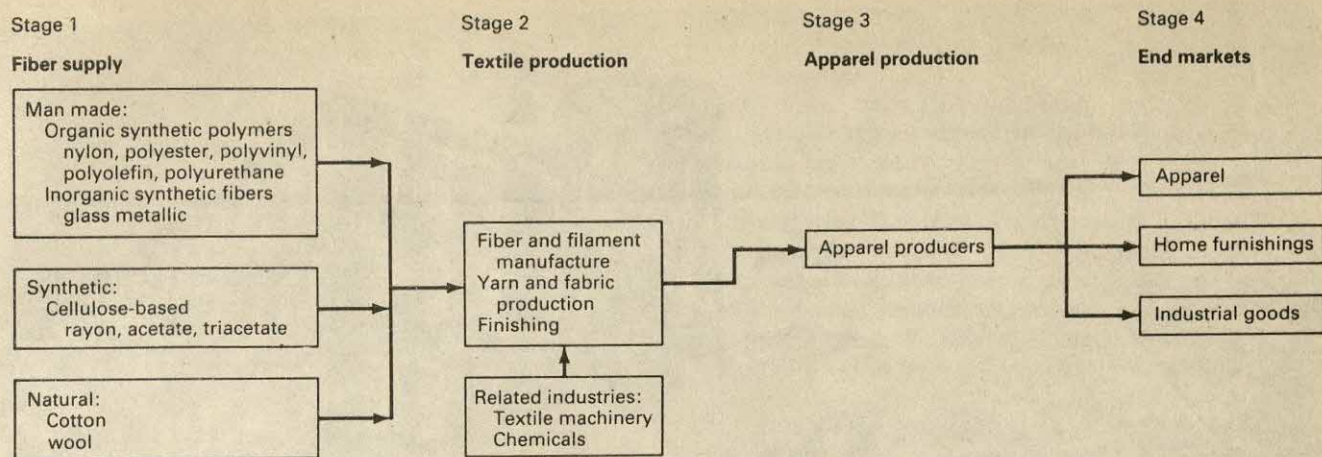 Stage 1
Fiber supply
Man made:
Organic synthetic polymers
nylon, polyester, polyvinyl,
polyolefin, polyurethane
Inorganic synthetic fibers
glass metallic
Synthetic:
Cellulose-based
rayon, acetate, triacetate
Natural:
Cotton
wool
Stage 2
Textile production
Fiber and filament
manufacture
Yarn and fabric
production
Finishing
Related industries:
Textile machinery
Chemicals
Stage 3
Apparel production
Apparel producers
Stage 4
End markets
Apparel
Home furnishings
Industrial goods